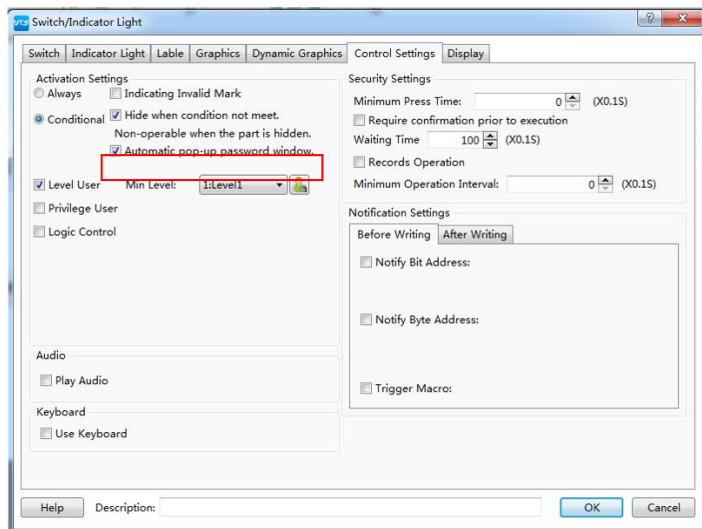 VTS Switch/Indicator Light ?
Switch Indicator Light Lable Graphics Dynamic Graphics Control Settings Display
Activation Settings
Always Indicating Invalid Mark
Conditional Hide when condition not meet.
Non-operable when the part is hidden.
Automatic pop-up password window.
Level User Min Level: 1:Level1
Privilege User
Logic Control
Audio
Play Audio
Keyboard
Use Keyboard
Security Settings
Minimum Press Time: 0 (X0.1S)
Require confirmation prior to execution
Waiting Time 100 (X0.1S)
Records Operation
Minimum Operation Interval: 0 (X0.1S)
Notification Settings
Before Writing After Writing
Notify Bit Address:
Notify Byte Address:
Trigger Macro:
Help Description: OK Cancel